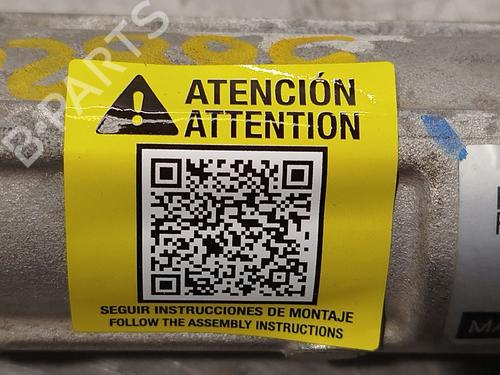 B-PARTS
ATENCIÓN
ATTENTION
SEGUIR INSTRUCCIONES DE MONTAJE
FOLLOW THE ASSEMBLY INSTRUCTIONS